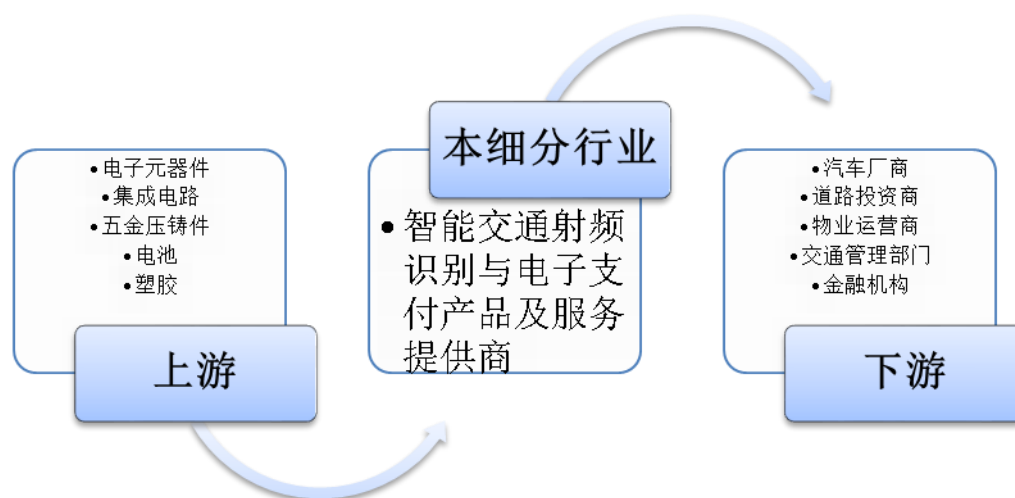 • 电子元器件
• 集成电路
• 五金压铸件
• 电池
• 塑胶
上游
本细分行业
• 智能交通射频
识别与电子支
付产品及服务
提供商
• 汽车厂商
• 道路投资商
• 物业运营商
• 交通管理部门
• 金融机构
下游